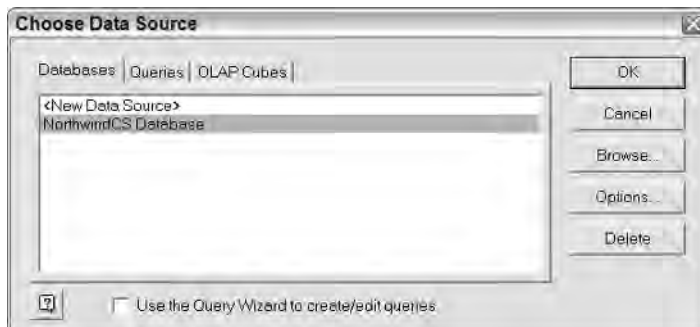 Choose Data Source
Databases Queries OLAP Cubes
<New Data Source>
NorthwindCS Database
OK
Cancel
Browse...
Options...
Delete
Use the Query Wizard to create/edit queries